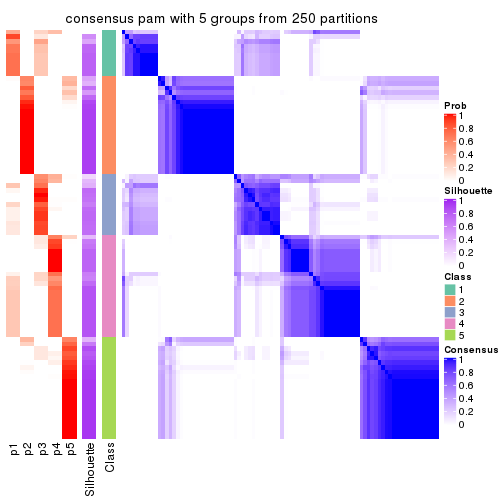 consensus pam with 5 groups from 250 partitions
Prob
1
0.8
0.6
0.4
0.2
0
Silhouette
1
0.8
0.6
0.4
0.2
0
Class
1
2
3
4
5
Consensus
1
0.8
0.6
0.4
0.2
0
p1
p2
p3
p4
p5
Silhouette
Class